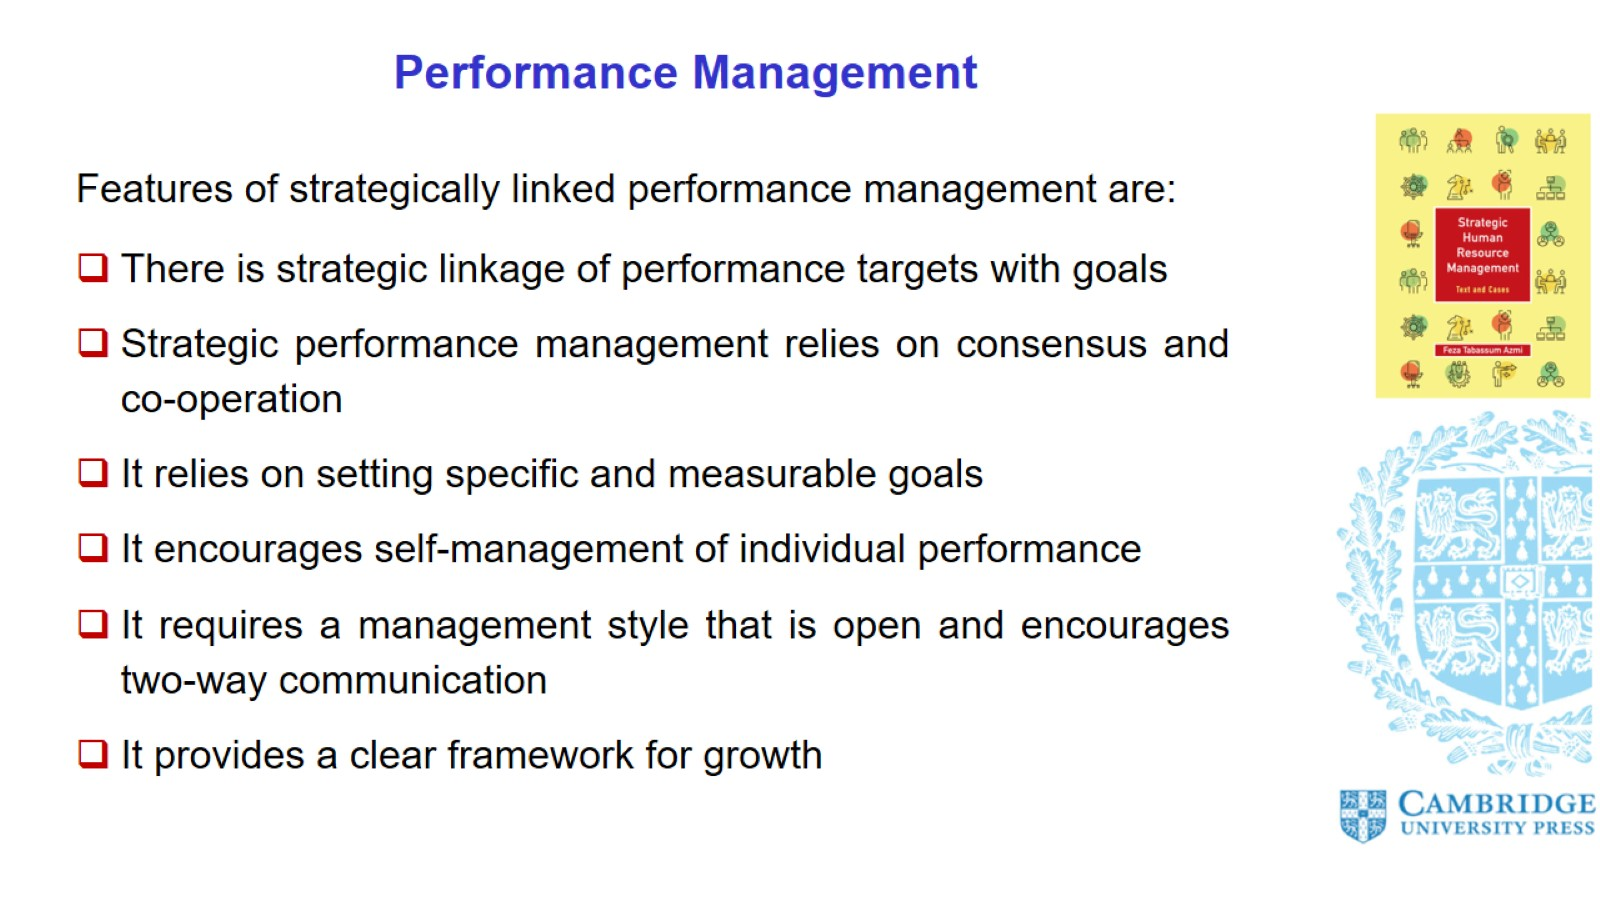 Performance Management
Features of strategically linked performance management are:
❑ There is strategic linkage of performance targets with goals
❑ Strategic performance management relies on consensus and
co-operation
❑ It relies on setting specific and measurable goals
❑ It encourages self-management of individual performance
❑ It requires a management style that is open and encourages
two-way communication
❑ It provides a clear framework for growth
Strategic
Human
Resource
Management
Text and Cases
Feza Tabassum Azmi
CAMBRIDGE
UNIVERSITY PRESS